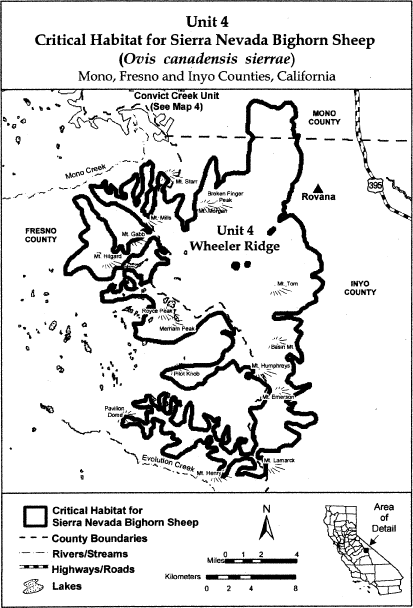 Unit 4
Critical Habitat for Sierra Nevada Bighorn Sheep
(Ovis canadensis sierrae)
Mono, Fresno and Inyo Counties, California
Convict Creek Unit
(See Map 4)
MONO
COUNTY
Mono Creek
Mt. Starr
Broken Finger
Peak
Rovana
395
Mt. Mills
Mt. Morgan
FRESNO
COUNTY
Mt. Gabb
Unit 4
Wheeler Ridge
Mt. Hilgard
INYO
COUNTY
Mt. Tom
Royce Peak
Merriam Peak
Basin Mt.
Pilot Knob
Mt. Humphreys
Mt. Emerson
Pavilion
Dome
Evolution Creek
Mt. Henry
Mt. Lamarck
Critical Habitat for
Sierra Nevada Bighorn Sheep
County Boundaries
Rivers/Streams
Highways/Roads
Lakes
N
Miles 0 1 2 4
Kilometers 0 2 4 8
Area
of
Detail